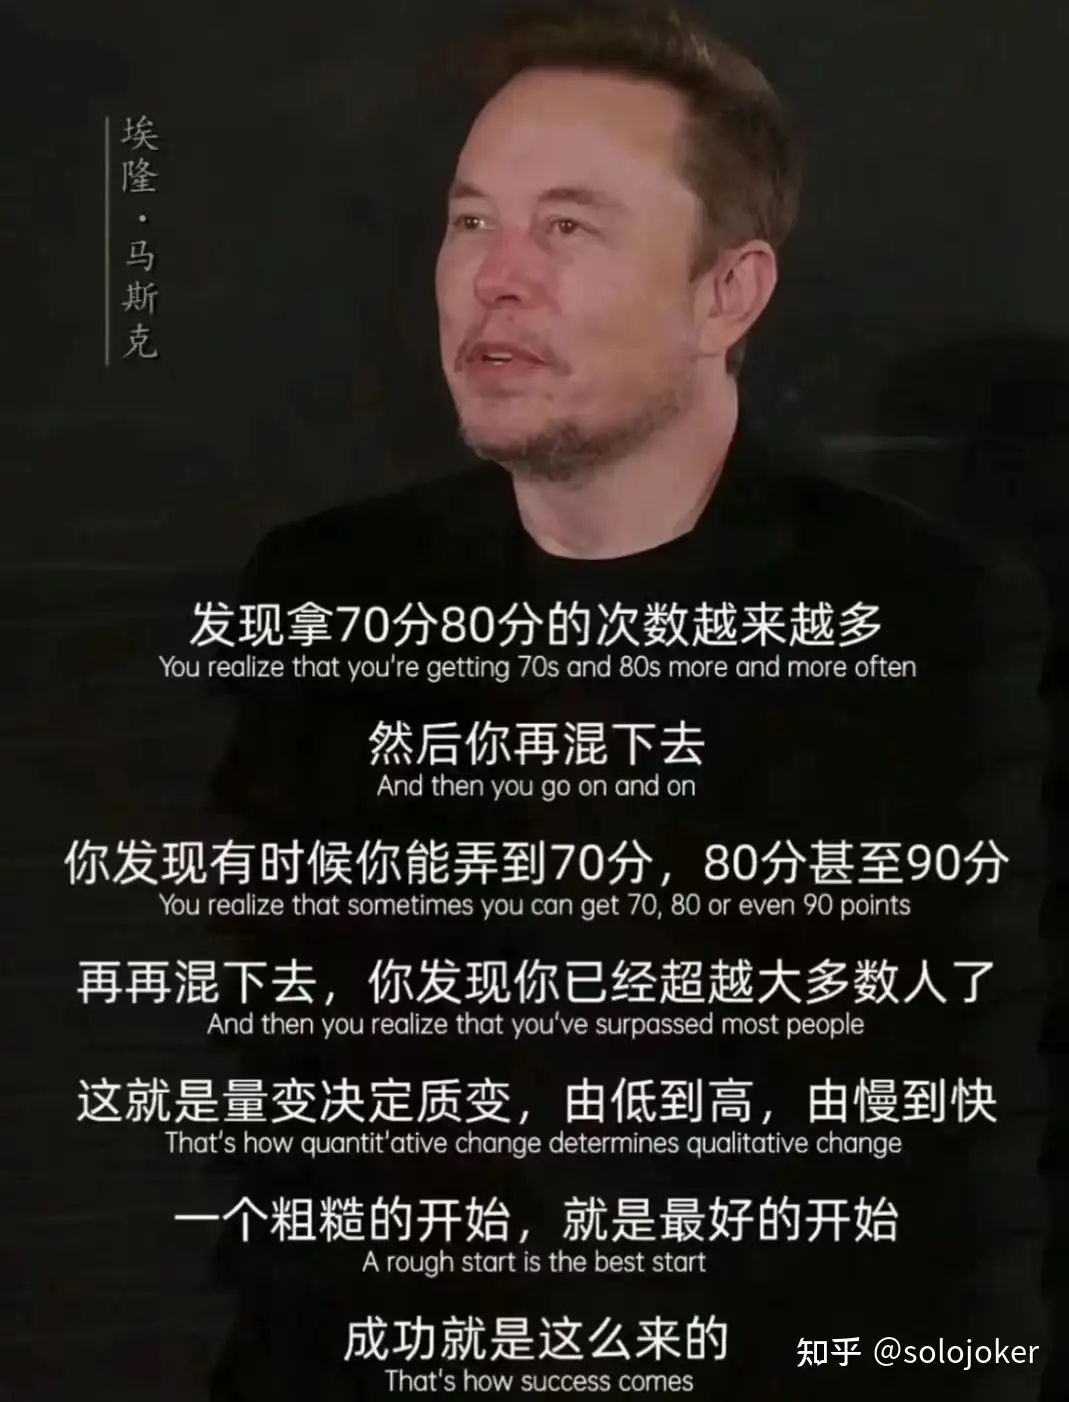 埃隆·马斯克
发现拿70分80分的次数越来越多
You realize that you're getting 70s and 80s more and more often
然后你再混下去
And then you go on and on
你发现有时候你能弄到70分，80分甚至90分
You realize that sometimes you can get 70, 80 or even 90 points
再再混下去，你发现你已经超越大多数人了
And then you realize that you've surpassed most people
这就是量变决定质变，由低到高，由慢到快
That's how quantit'ative change determines qualitative change
一个粗糙的开始，就是最好的开始
A rough start is the best start
成功就是这么来的
That's how success comes
知乎 @solojoker